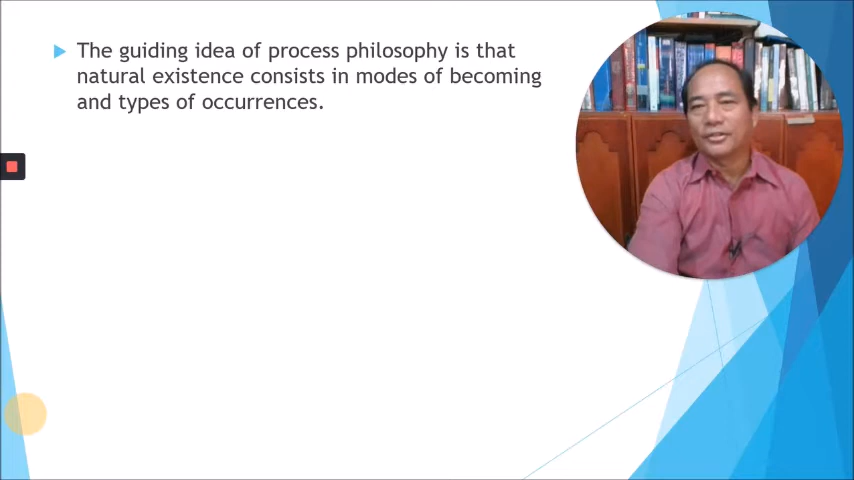 The guiding idea of process philosophy is that
natural existence consists in modes of becoming
and types of occurrences.